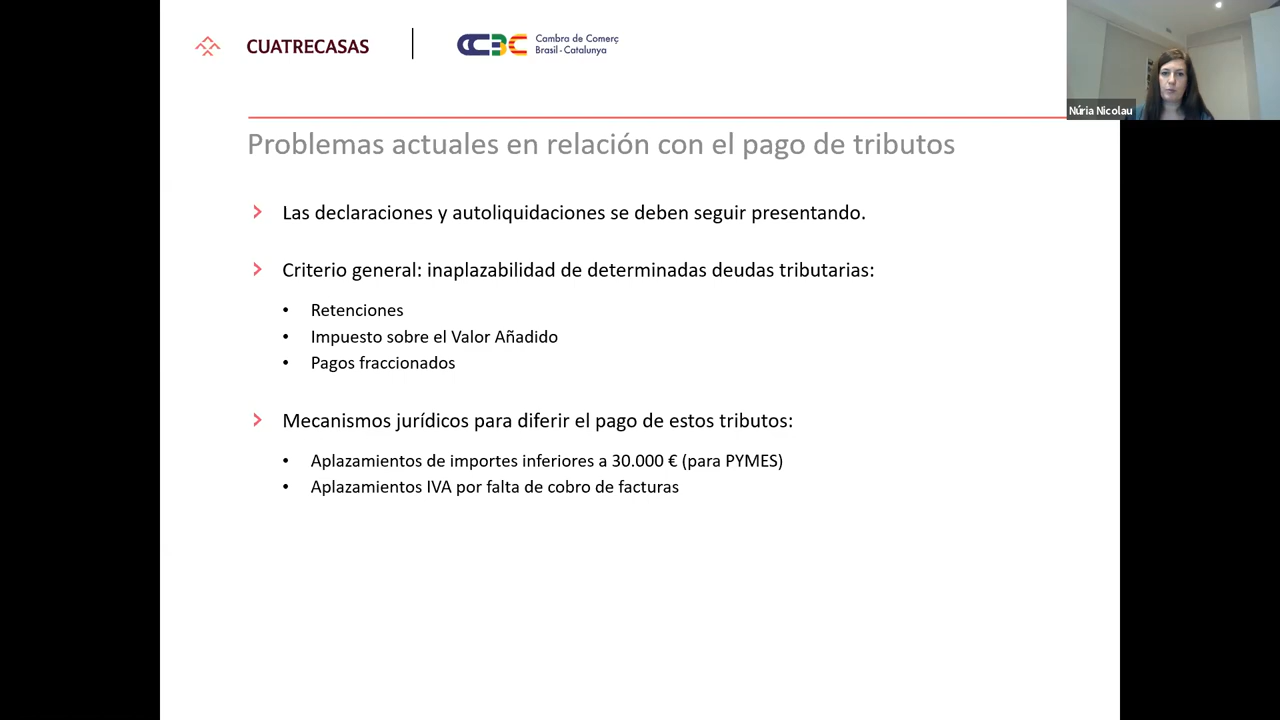 CUATRECASAS
CCBC
Cambra de Comerç
Brasil - Catalunya
Núria Nicolau
Problemas actuales en relación con el pago de tributos
Las declaraciones y autoliquidaciones se deben seguir presentando.
Criterio general: inaplazabilidad de determinadas deudas tributarias:
• Retenciones
• Impuesto sobre el Valor Añadido
• Pagos fraccionados
Mecanismos jurídicos para diferir el pago de estos tributos:
• Aplazamientos de importes inferiores a 30.000 € (para PYMES)
• Aplazamientos IVA por falta de cobro de facturas